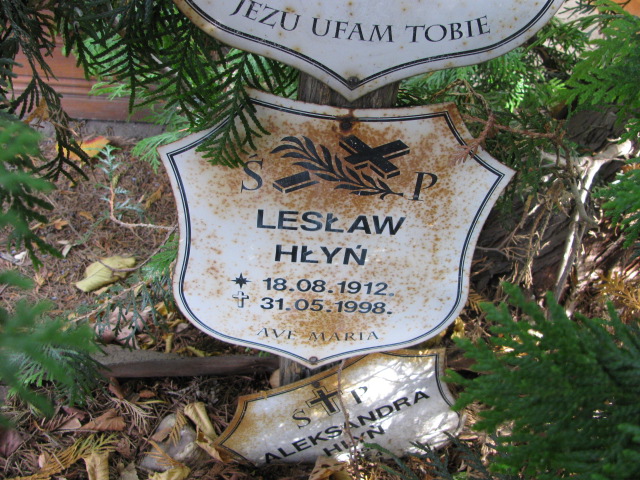 JEZU UFAM TOBIE
Ś P
LESŁAW
HŁYŃ
* 18.08.1912.
† 31.05.1998.
AVE MARIA
Ś P
ALEKSANDRA
HŁYŃ